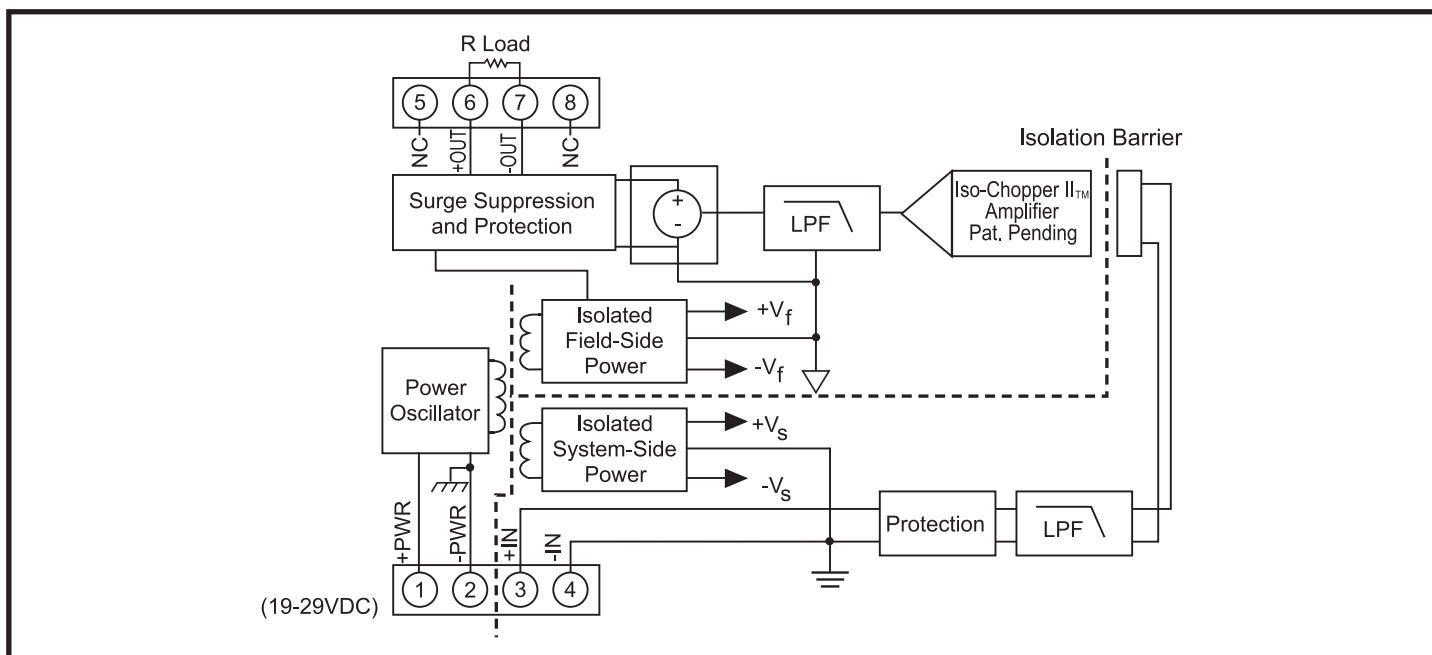 R Load
5
6
7
8
NC
+OUT
-OUT
NC
Isolation Barrier
Surge Suppression
and Protection
+
-
LPF
Iso-Chopper II™
Amplifier
Pat. Pending
Isolated
Field-Side
Power
+Vf
-Vf
Power
Oscillator
Isolated
System-Side
Power
+Vs
-Vs
+PWR
-PWR
+IN
-IN
Protection
LPF
(19-29VDC)
1
2
3
4